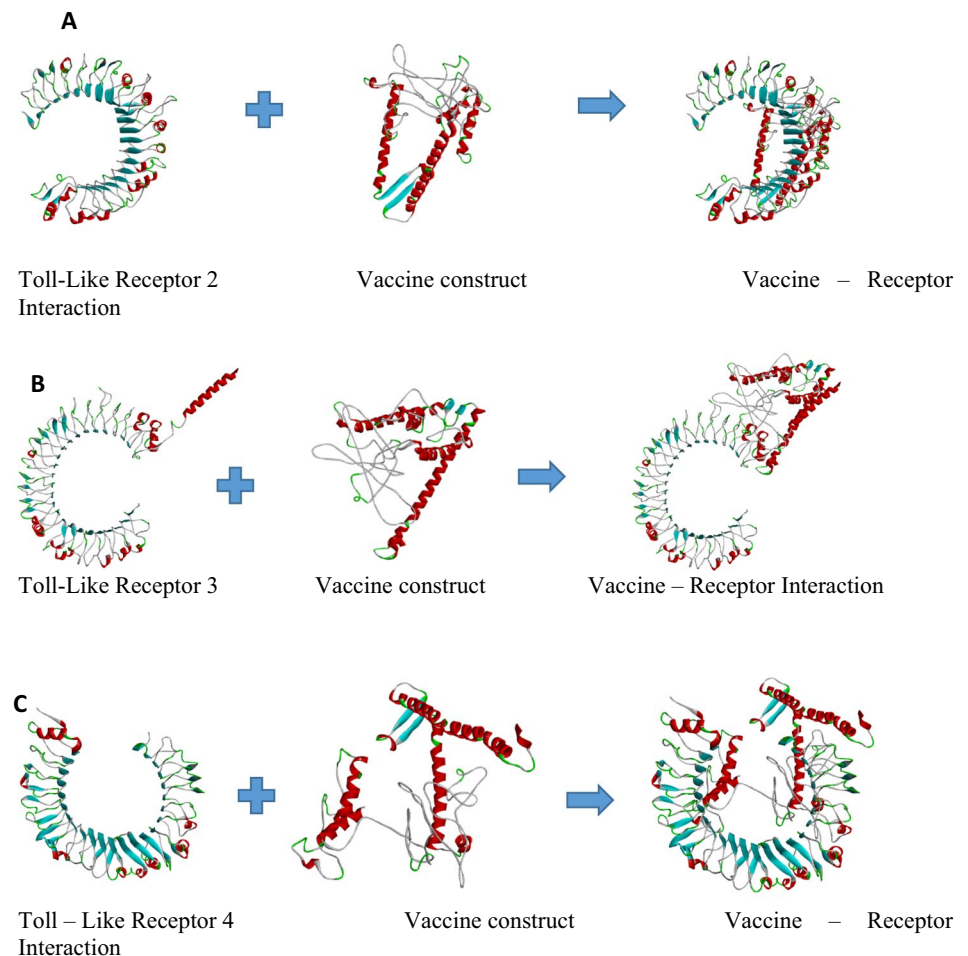 A
Toll-Like Receptor 2 Vaccine construct Vaccine – Receptor
Interaction
B
Toll-Like Receptor 3 Vaccine construct Vaccine – Receptor Interaction
C
Toll – Like Receptor 4 Vaccine construct Vaccine – Receptor
Interaction